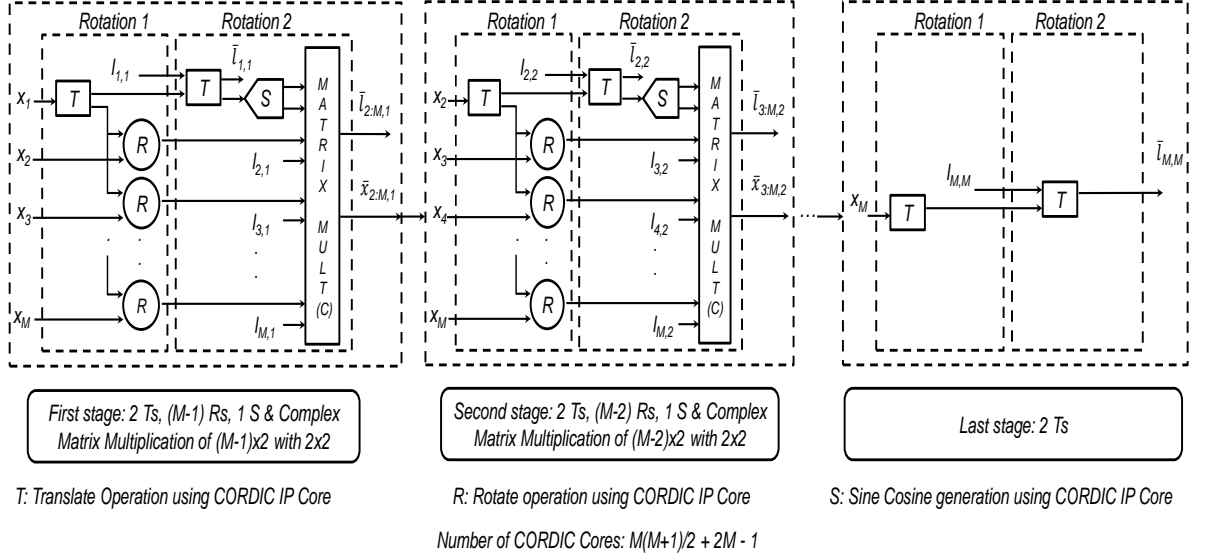 Rotation 1 Rotation 2
l1,1
l̄1,1
x1
T
T
S
R
x2
l2,1
R
x3
l3,1
R
xM
lM,1
MATRIX MULT (C)
l̄2:M,1
x̄2:M,1
Rotation 1 Rotation 2
l2,2
l̄2,2
x2
T
T
S
R
x3
l3,2
R
x4
l4,2
R
xM
lM,2
MATRIX MULT (C)
l̄3:M,2
x̄3:M,2
...
Rotation 1 Rotation 2
xM
T
lM,M
T
l̄M,M
First stage: 2 Ts, (M-1) Rs, 1 S & Complex
Matrix Multiplication of (M-1)x2 with 2x2
Second stage: 2 Ts, (M-2) Rs, 1 S & Complex
Matrix Multiplication of (M-2)x2 with 2x2
Last stage: 2 Ts
T: Translate Operation using CORDIC IP Core
R: Rotate operation using CORDIC IP Core
S: Sine Cosine generation using CORDIC IP Core
Number of CORDIC Cores: M(M+1)/2 + 2M - 1